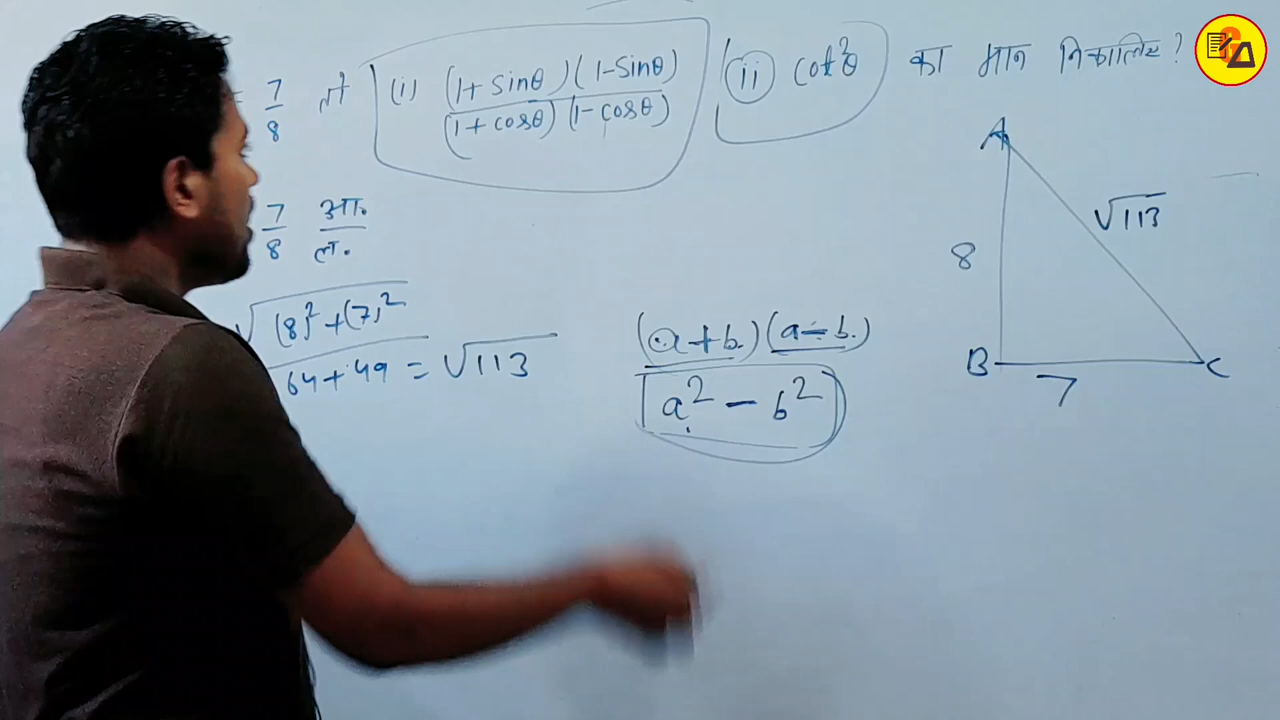 = 7/8 तो (i) (1+sinθ)(1-sinθ)/(1+cosθ)(1-cosθ) (ii) cot²θ का मान निकालिए?
7/8 आ./ल.
√(8)²+(7)²
64+49 = √113
(a+b)(a-b)
a² - b²
A
√113
8
B
7
C